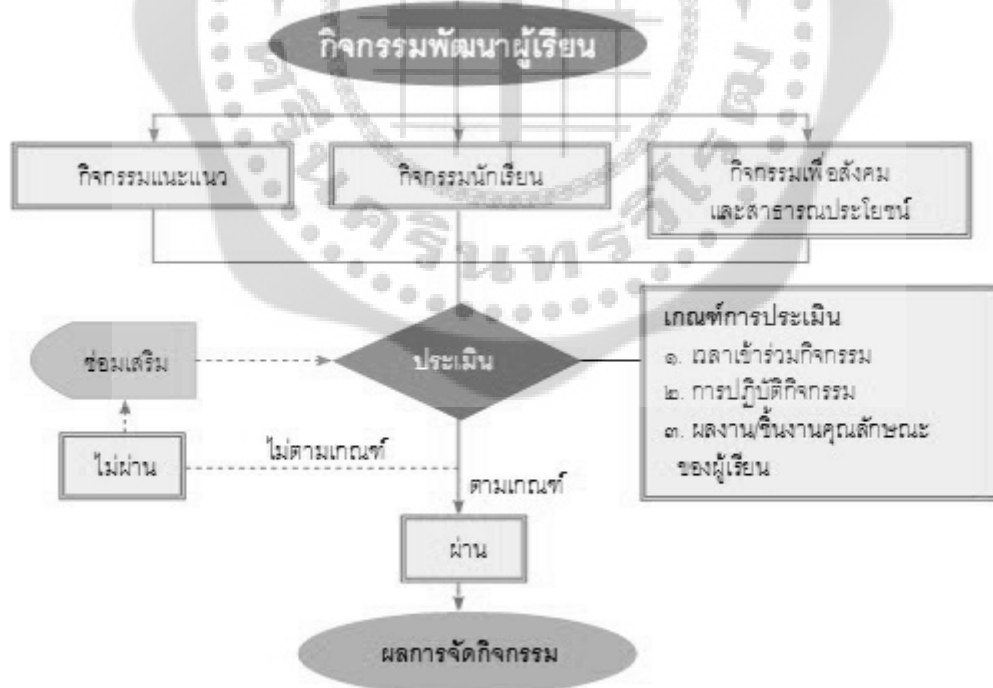 กิจกรรมพัฒนาผู้เรียน
กิจกรรมแนะแนว
กิจกรรมนักเรียน
กิจกรรมเพื่อสังคม
และสาธารณประโยชน์
เกณฑ์การประเมิน
๑. เวลาเข้าร่วมกิจกรรม
๒. การปฏิบัติกิจกรรม
๓. ผลงาน/ชิ้นงานคุณลักษณะ
ของผู้เรียน
ซ่อมเสริม
ประเมิน
ไม่ผ่าน
ไม่ตามเกณฑ์
ตามเกณฑ์
ผ่าน
ผลการจัดกิจกรรม